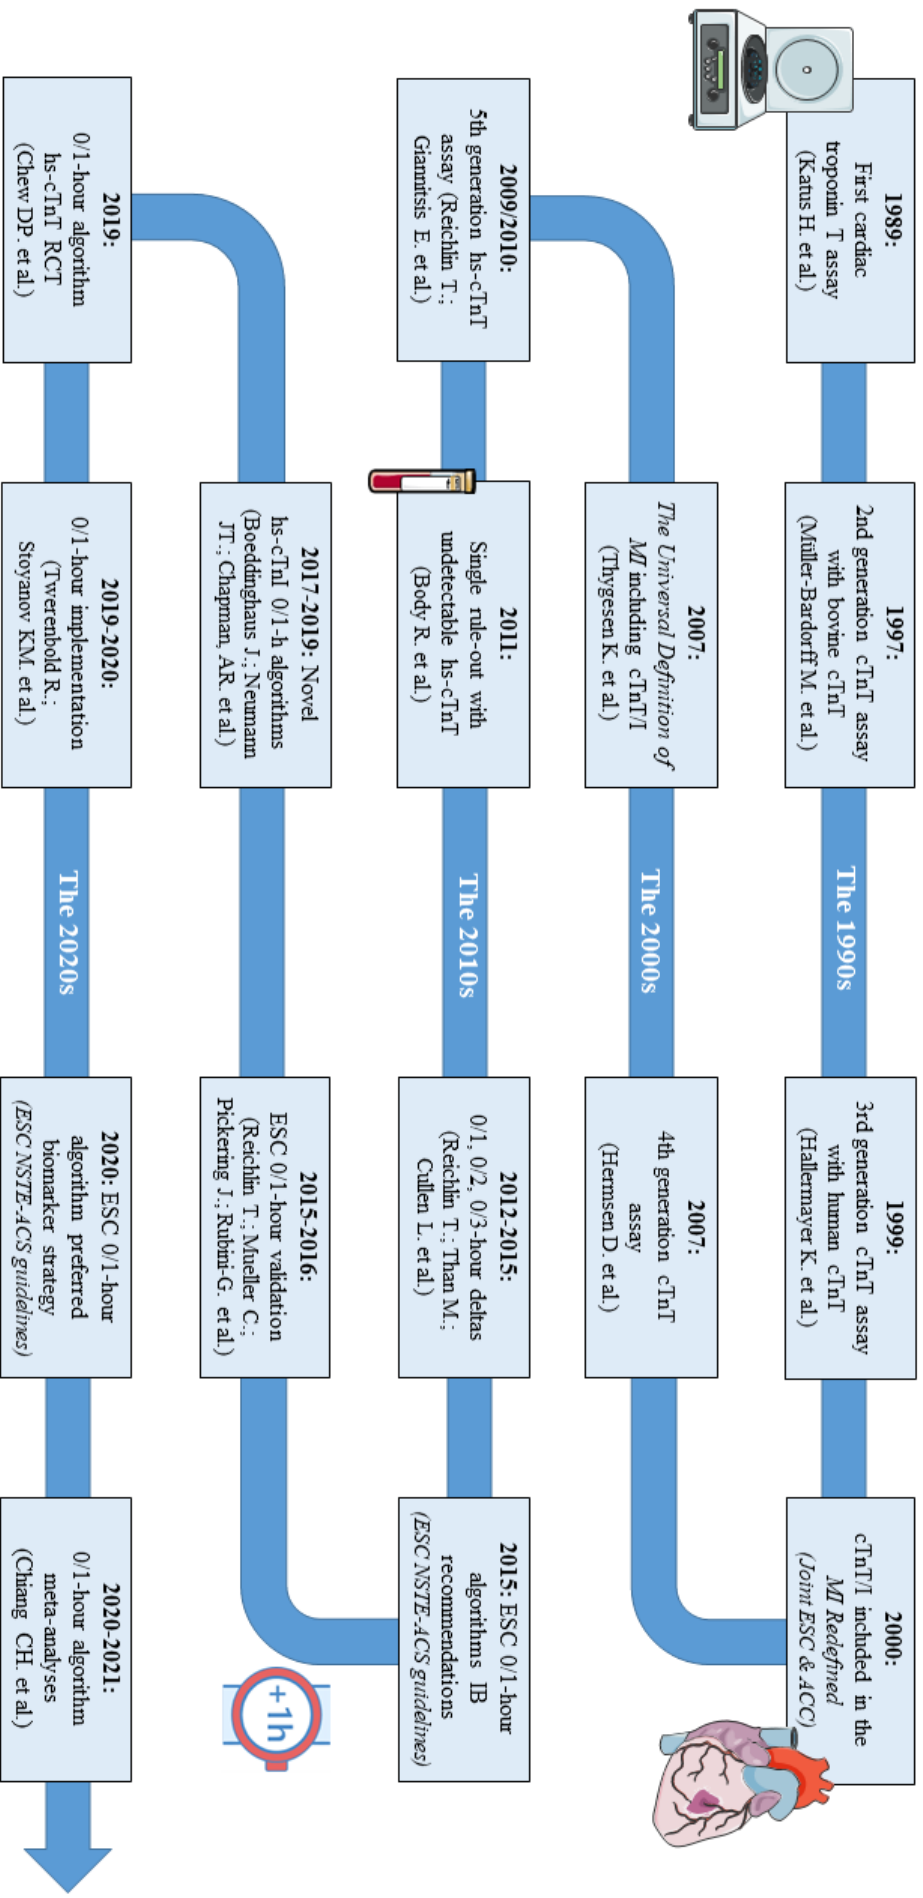 1989:
First cardiac
troponin T assay
(Katus H. et al.)
1997:
2nd generation cTnT assay
with bovine cTnT
(Müller-Bardorff M. et al.)
The 1990s
1999:
3rd generation cTnT assay
with human cTnT
(Hallermayer K. et al.)
2000:
cTnT/I included in the
MI Redefined
(Joint ESC & ACC)
2007:
4th generation cTnT
assay
(Hermsen D. et al.)
The 2000s
2007:
The Universal Definition of
MI including cTnT/I
(Thygesen K. et al.)
2009/2010:
5th generation hs-cTnT
assay (Reichlin T.;
Giannitsis E. et al.)
2011:
Single rule-out with
undetectable hs-cTnT
(Body R. et al.)
The 2010s
2012-2015:
0/1, 0/2, 0/3-hour deltas
(Reichlin T.; Than M.;
Cullen L. et al.)
2015: ESC 0/1-hour
algorithms IB
recommendations
(ESC NSTE-ACS guidelines)
+1h
2015-2016:
ESC 0/1-hour validation
(Reichlin T.; Mueller C.;
Pickering J.; Rubini-G. et al.)
2017-2019: Novel
hs-cTnI 0/1-h algorithms
(Boeddinghaus J.; Neumann
JT.; Chapman, AR. et al.)
2019:
0/1-hour algorithm
hs-cTnT RCT
(Chew DP. et al.)
2019-2020:
0/1-hour implementation
(Twerenbold R.;
Stoyanov KM. et al.)
The 2020s
2020: ESC 0/1-hour
algorithm preferred
biomarker strategy
(ESC NSTE-ACS guidelines)
2020-2021:
0/1-hour algorithm
meta-analyses
(Chiang CH. et al.)